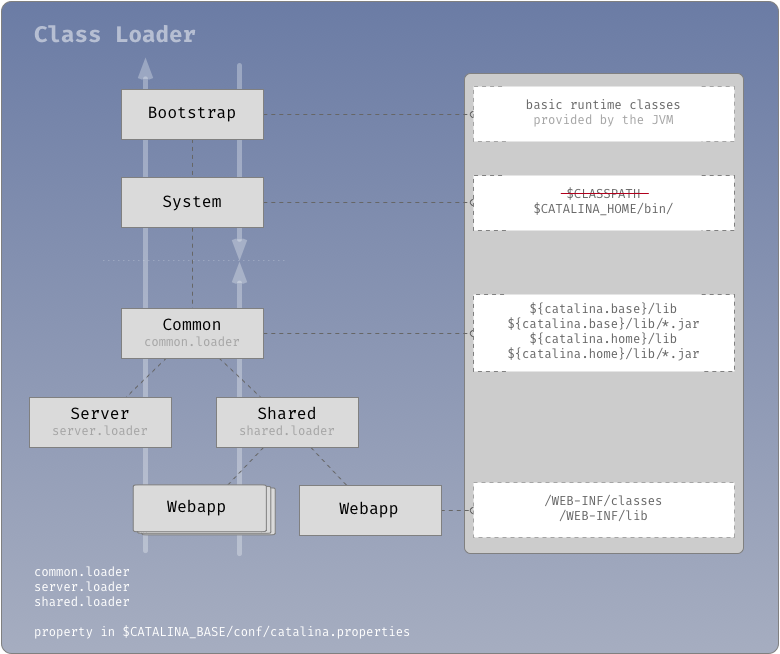 Class Loader
Bootstrap
basic runtime classes
provided by the JVM
System
$CLASSPATH
$CATALINA_HOME/bin/
Common
common.loader
${catalina.base}/lib
${catalina.base}/lib/*.jar
${catalina.home}/lib
${catalina.home}/lib/*.jar
Server
server.loader
Shared
shared.loader
Webapp
Webapp
/WEB-INF/classes
/WEB-INF/lib
common.loader
server.loader
shared.loader
property in $CATALINA_BASE/conf/catalina.properties